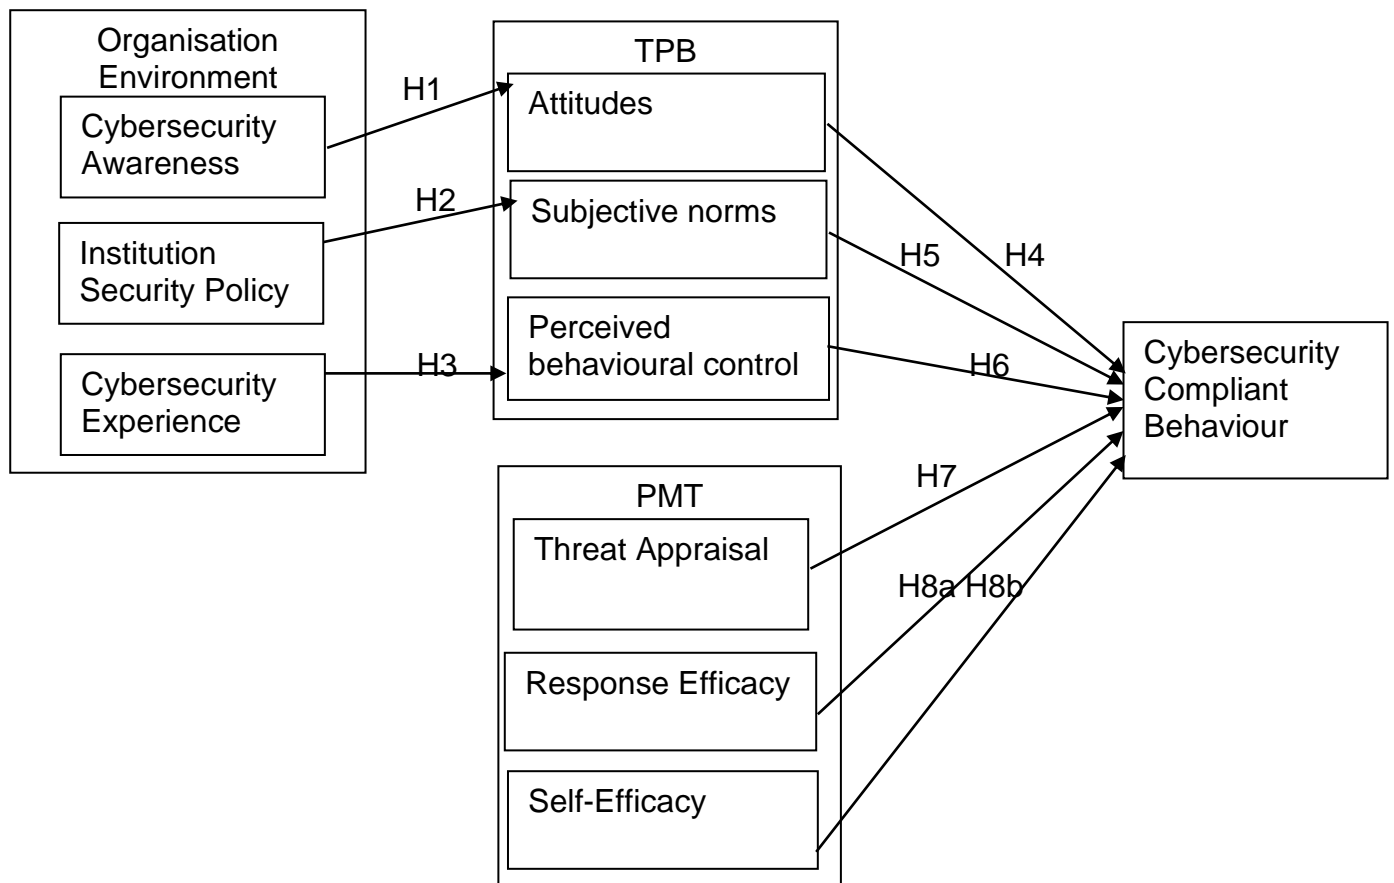 Organisation
Environment
Cybersecurity
Awareness
Institution
Security Policy
Cybersecurity
Experience
H1
H2
H3
TPB
Attitudes
Subjective norms
Perceived
behavioural control
PMT
Threat Appraisal
Response Efficacy
Self-Efficacy
H5
H4
H6
H7
H8a H8b
Cybersecurity
Compliant
Behaviour